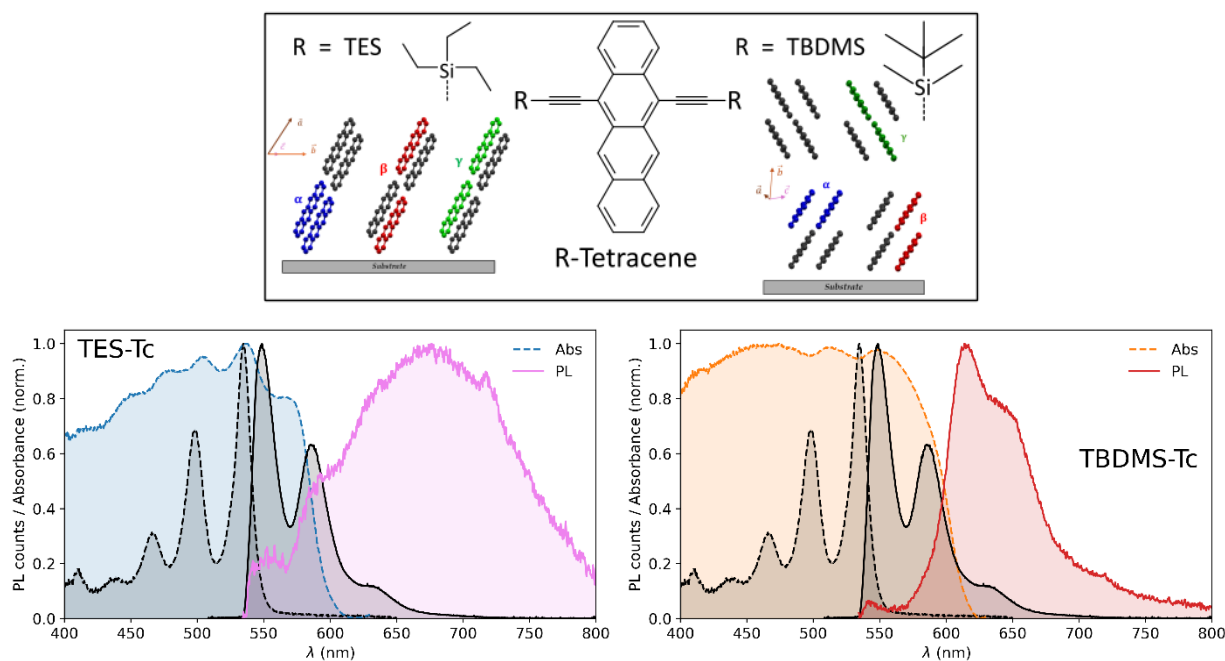 R = TES
Si
R = TBDMS
Si
R
R
a⃗
c⃗
b⃗
α
β
γ
γ
b⃗
a⃗
c⃗
α
β
Substrate
R-Tetracene
Substrate
TES-Tc
Abs
PL
PL counts / Absorbance (norm.)
1.0
0.8
0.6
0.4
0.2
0.0
400
450
500
550
600
650
700
750
800
λ (nm)
Abs
PL
TBDMS-Tc
PL counts / Absorbance (norm.)
1.0
0.8
0.6
0.4
0.2
0.0
400
450
500
550
600
650
700
750
800
λ (nm)